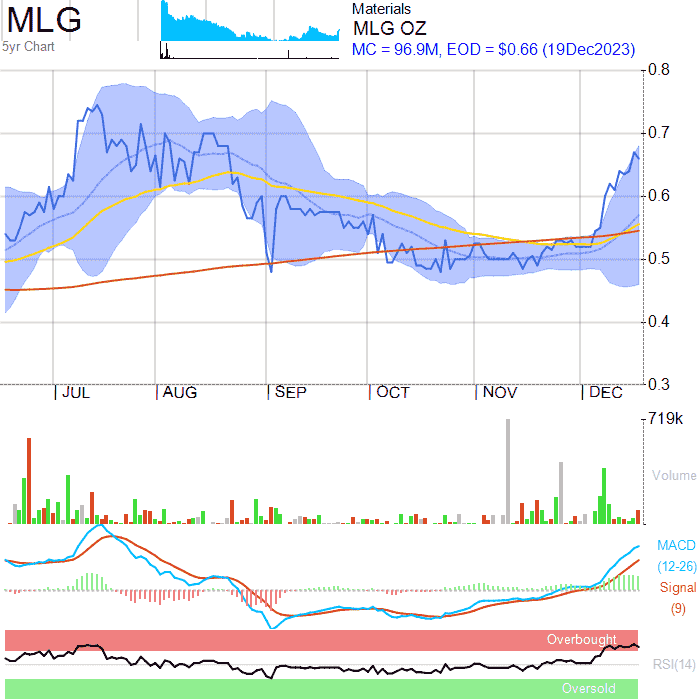 MLG
5yr Chart
Materials
MLG OZ
MC = 96.9M, EOD = $0.66 (19Dec2023)
0.8
0.7
0.6
0.5
0.4
0.3
JUL AUG SEP OCT NOV DEC
719k
Volume
MACD
(12-26)
Signal
(9)
Overbought
RSI(14)
Oversold